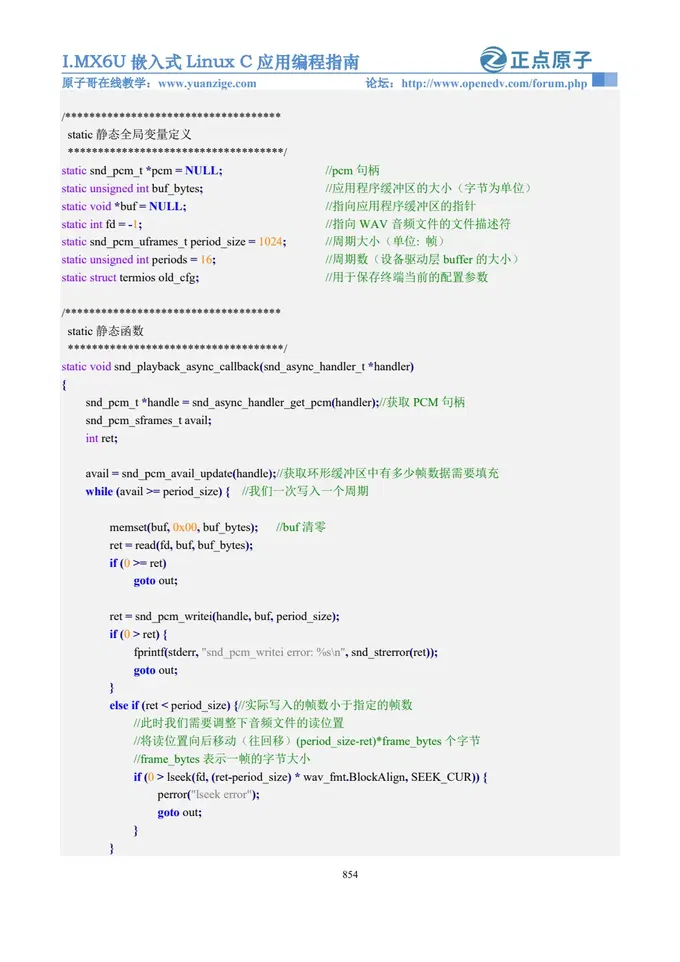 I.MX6U 嵌入式 Linux C 应用编程指南
正点原子
原子哥在线教学：www.yuanzige.com 论坛：http://www.openedv.com/forum.php
/************************************
static 静态全局变量定义
************************************/
static snd_pcm_t *pcm = NULL; //pcm 句柄
static unsigned int buf_bytes; //应用程序缓冲区的大小（字节为单位）
static void *buf = NULL; //指向应用程序缓冲区的指针
static int fd = -1; //指向 WAV 音频文件的文件描述符
static snd_pcm_uframes_t period_size = 1024; //周期大小（单位: 帧）
static unsigned int periods = 16; //周期数（设备驱动层 buffer 的大小）
static struct termios old_cfg; //用于保存终端当前的配置参数
/************************************
static 静态函数
************************************/
static void snd_playback_async_callback(snd_async_handler_t *handler)
{
snd_pcm_t *handle = snd_async_handler_get_pcm(handler);//获取 PCM 句柄
snd_pcm_sframes_t avail;
int ret;
avail = snd_pcm_avail_update(handle);//获取环形缓冲区中有多少帧数据需要填充
while (avail >= period_size) { //我们一次写入一个周期
memset(buf, 0x00, buf_bytes); //buf 清零
ret = read(fd, buf, buf_bytes);
if (0 >= ret)
goto out;
ret = snd_pcm_writei(handle, buf, period_size);
if (0 > ret) {
fprintf(stderr, "snd_pcm_writei error: %s\n", snd_strerror(ret));
goto out;
}
else if (ret < period_size) {//实际写入的帧数小于指定的帧数
//此时我们需要调整下音频文件的读位置
//将读位置向后移动（往回移）(period_size-ret)*frame_bytes 个字节
//frame_bytes 表示一帧的字节大小
if (0 > lseek(fd, (ret-period_size) * wav_fmt.BlockAlign, SEEK_CUR)) {
perror("lseek error");
goto out;
}
}
854